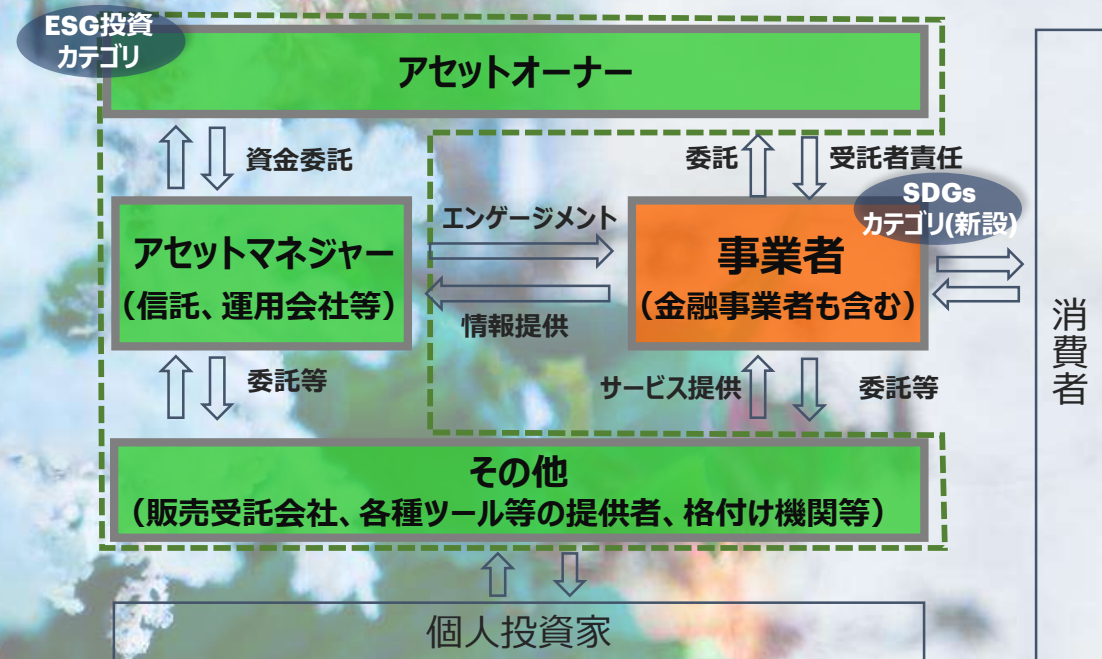 ESG投資
カテゴリ
アセットオーナー
資金委託
委託
受託者責任
SDGs
カテゴリ(新設)
アセットマネジャー
（信託、運用会社等）
エンゲージメント
情報提供
事業者
（金融事業者も含む）
消費者
委託等
サービス提供
委託等
その他
（販売受託会社、各種ツール等の提供者、格付け機関等）
個人投資家